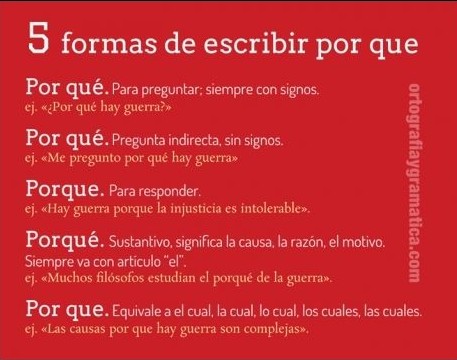 5 formas de escribir por que
Por qué. Para preguntar; siempre con signos.
ej. «¿Por qué hay guerra?»
Por qué. Pregunta indirecta, sin signos.
ej. «Me pregunto por qué hay guerra»
Porque. Para responder.
ej. «Hay guerra porque la injusticia es intolerable».
Porqué. Sustantivo, significa la causa, la razón, el motivo.
Siempre va con articulo "el".
ej. «Muchos filósofos estudian el porqué de la guerra».
Por que. Equivale a el cual, la cual, lo cual, los cuales, las cuales.
ej. «Las causas por que hay guerra son complejas».
ortografiaygramatica.com